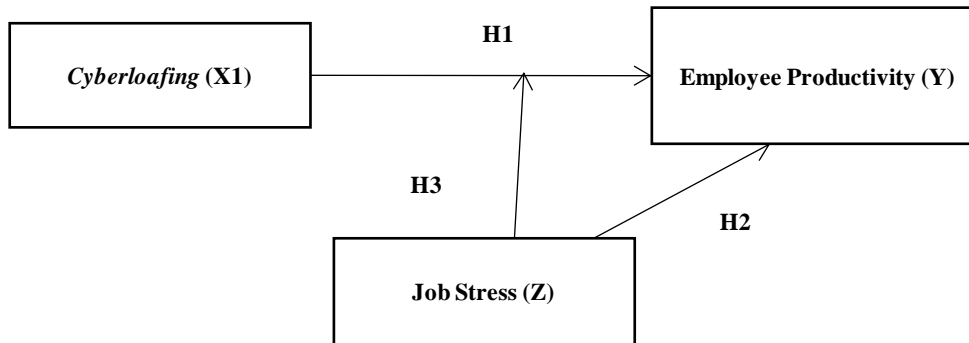 H1
Cyberloafing (X1)
Employee Productivity (Y)
H3
H2
Job Stress (Z)